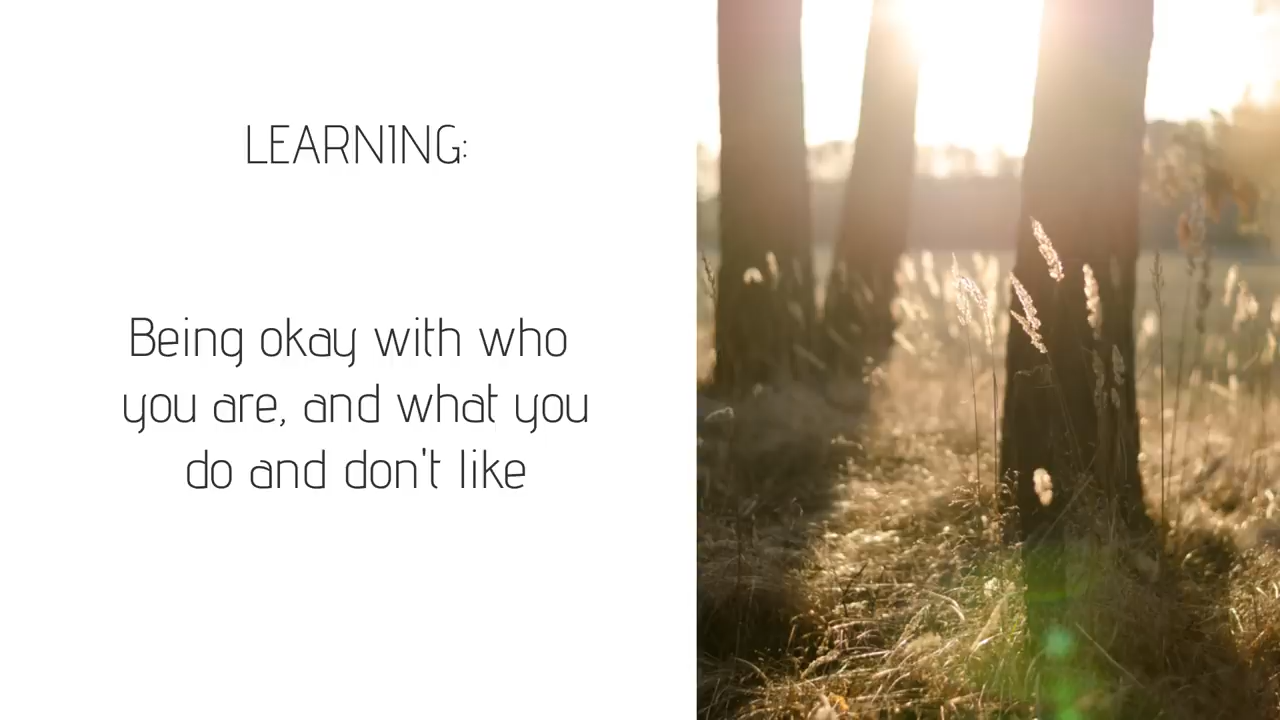 LEARNING:
Being okay with who
you are, and what you
do and don't like